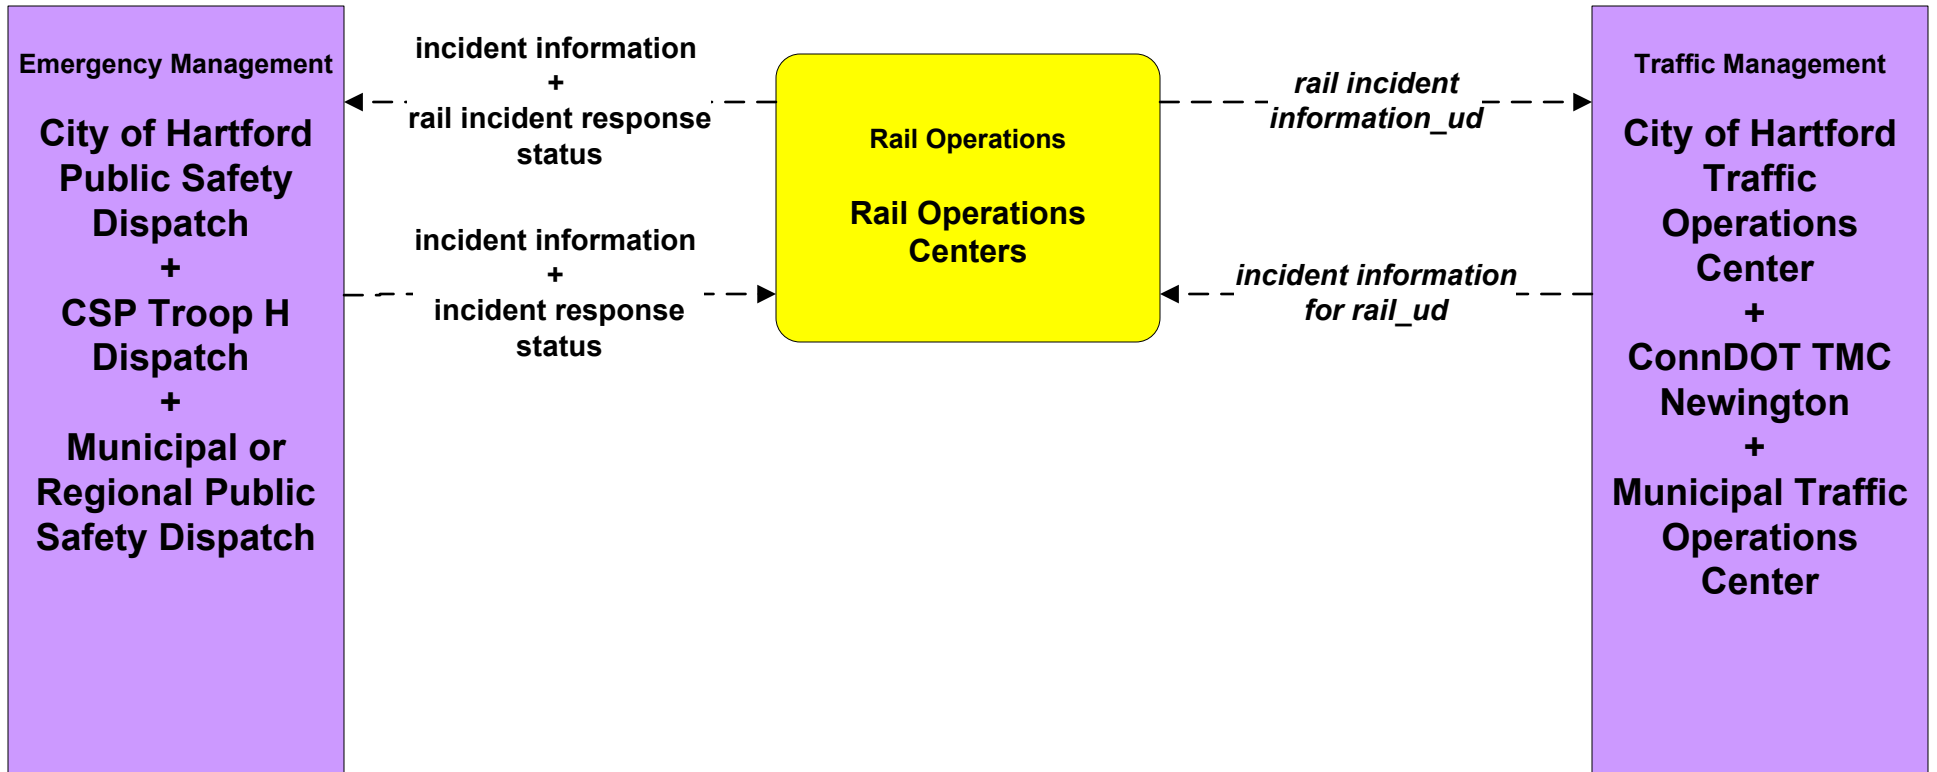 Emergency Management
City of Hartford
Public Safety
Dispatch
+
CSP Troop H
Dispatch
+
Municipal or
Regional Public
Safety Dispatch
incident information
+
rail incident response
status
incident information
+
incident response
status
Rail Operations
Rail Operations
Centers
rail incident
information_ud
incident information
for rail_ud
Traffic Management
City of Hartford
Traffic
Operations
Center
+
ConnDOT TMC
Newington
+
Municipal Traffic
Operations
Center